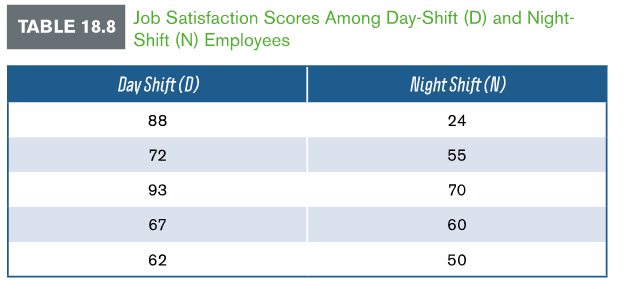 TABLE 18.8
Job Satisfaction Scores Among Day-Shift (D) and Night-
Shift (N) Employees
Day Shift (D) Night Shift (N)
88 24
72 55
93 70
67 60
62 50